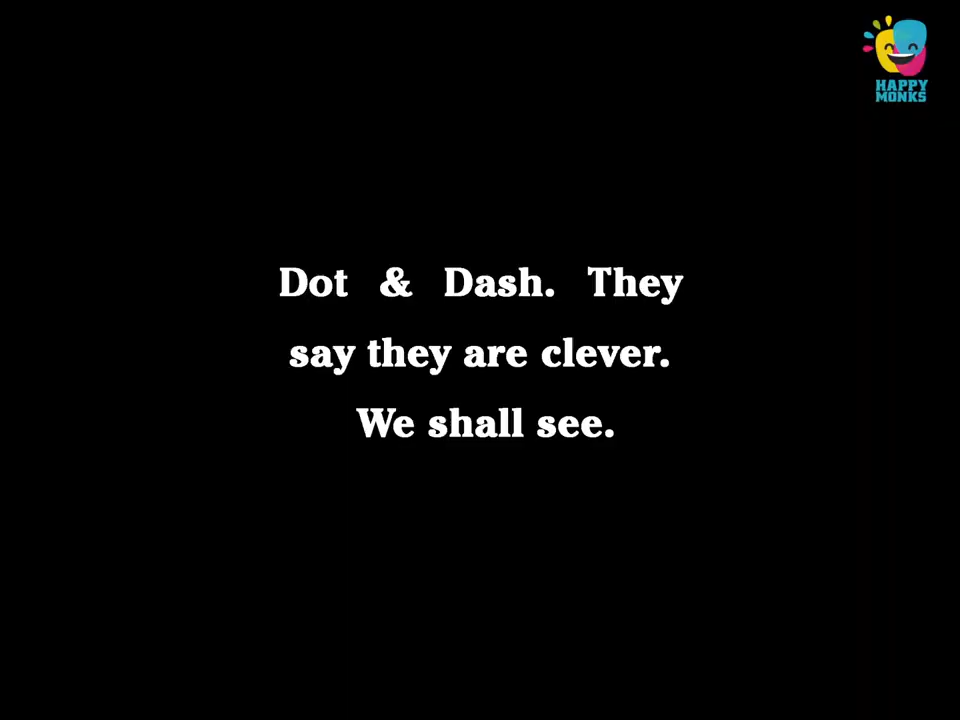 HAPPY
MONKS
Dot & Dash. They
say they are clever.
We shall see.